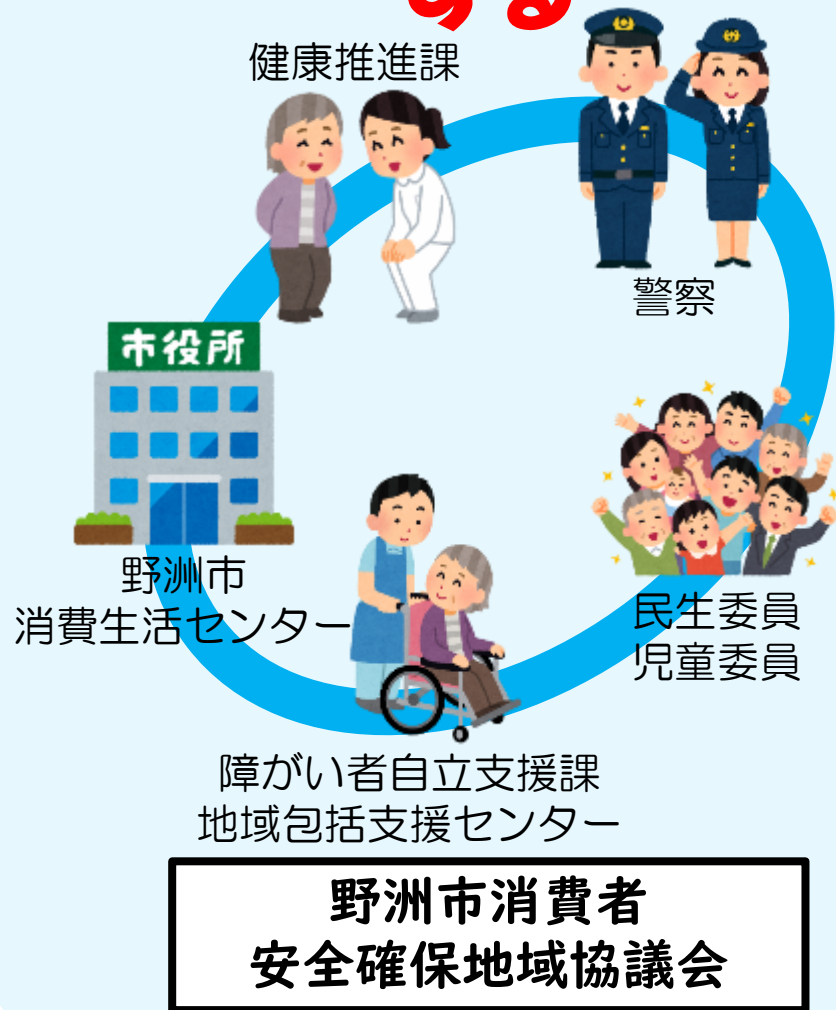 する
健康推進課
警察
市役所
野洲市
消費生活センター
民生委員
児童委員
障がい者自立支援課
地域包括支援センター
野洲市消費者
安全確保地域協議会